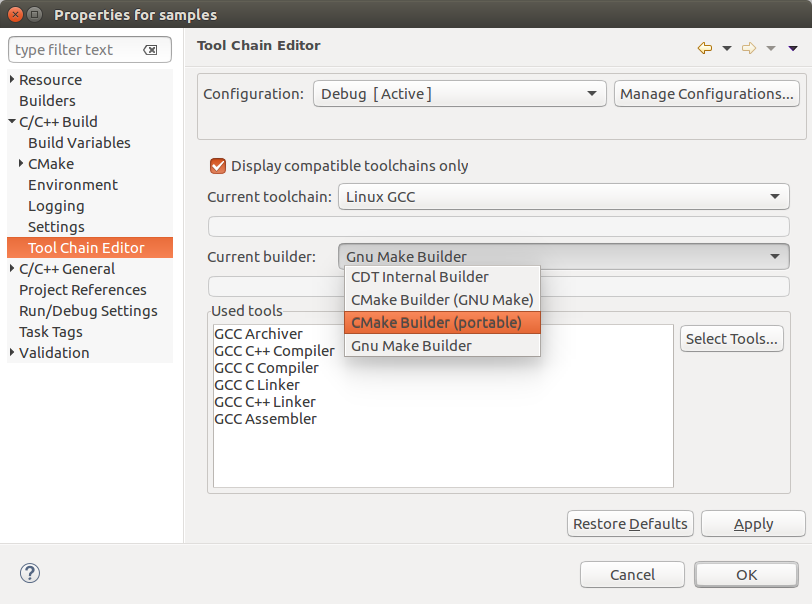 Properties for samples
type filter text
Resource
Builders
C/C++ Build
Build Variables
CMake
Environment
Logging
Settings
Tool Chain Editor
C/C++ General
Project References
Run/Debug Settings
Task Tags
Validation
Tool Chain Editor
Configuration: Debug [ Active ] Manage Configurations...
Display compatible toolchains only
Current toolchain: Linux GCC
Current builder: Gnu Make Builder
CDT Internal Builder
CMake Builder (GNU Make)
CMake Builder (portable)
Gnu Make Builder
Used tools
GCC Archiver
GCC C++ Compiler
GCC C Compiler
GCC C Linker
GCC C++ Linker
GCC Assembler
Select Tools...
Restore Defaults Apply
? Cancel OK